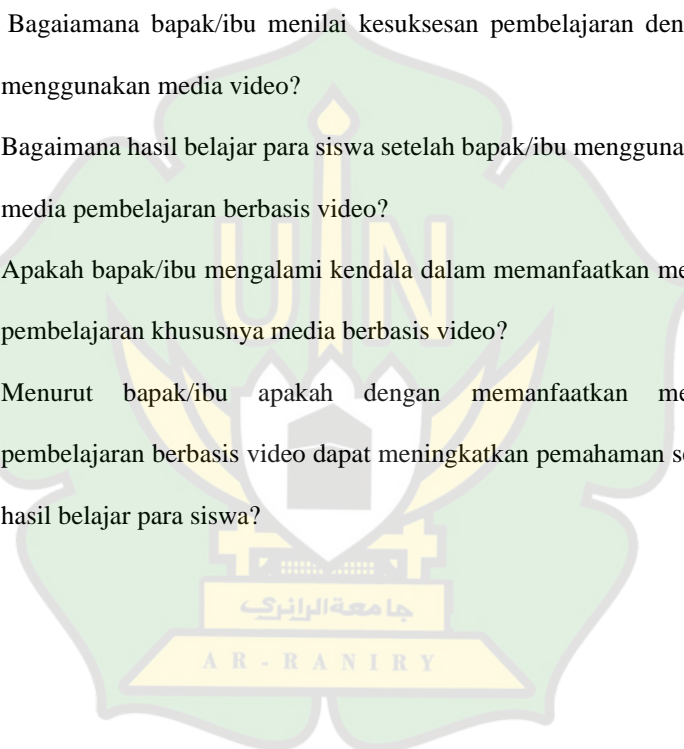 Bagaiamana bapak/ibu menilai kesuksesan pembelajaran den
menggunakan media video?
Bagaimana hasil belajar para siswa setelah bapak/ibu mengguna
media pembelajaran berbasis video?
Apakah bapak/ibu mengalami kendala dalam memanfaatkan me
pembelajaran khususnya media berbasis video?
Menurut bapak/ibu apakah dengan memanfaatkan me
pembelajaran berbasis video dapat meningkatkan pemahaman se
hasil belajar para siswa?
UIN
جامعةالرانري
AR-RANIRY